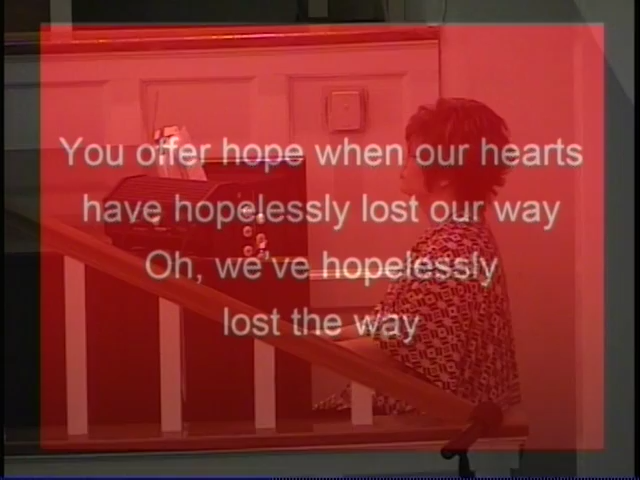 You offer hope when our hearts
have hopelessly lost our way
Oh, we've hopelessly
lost the way